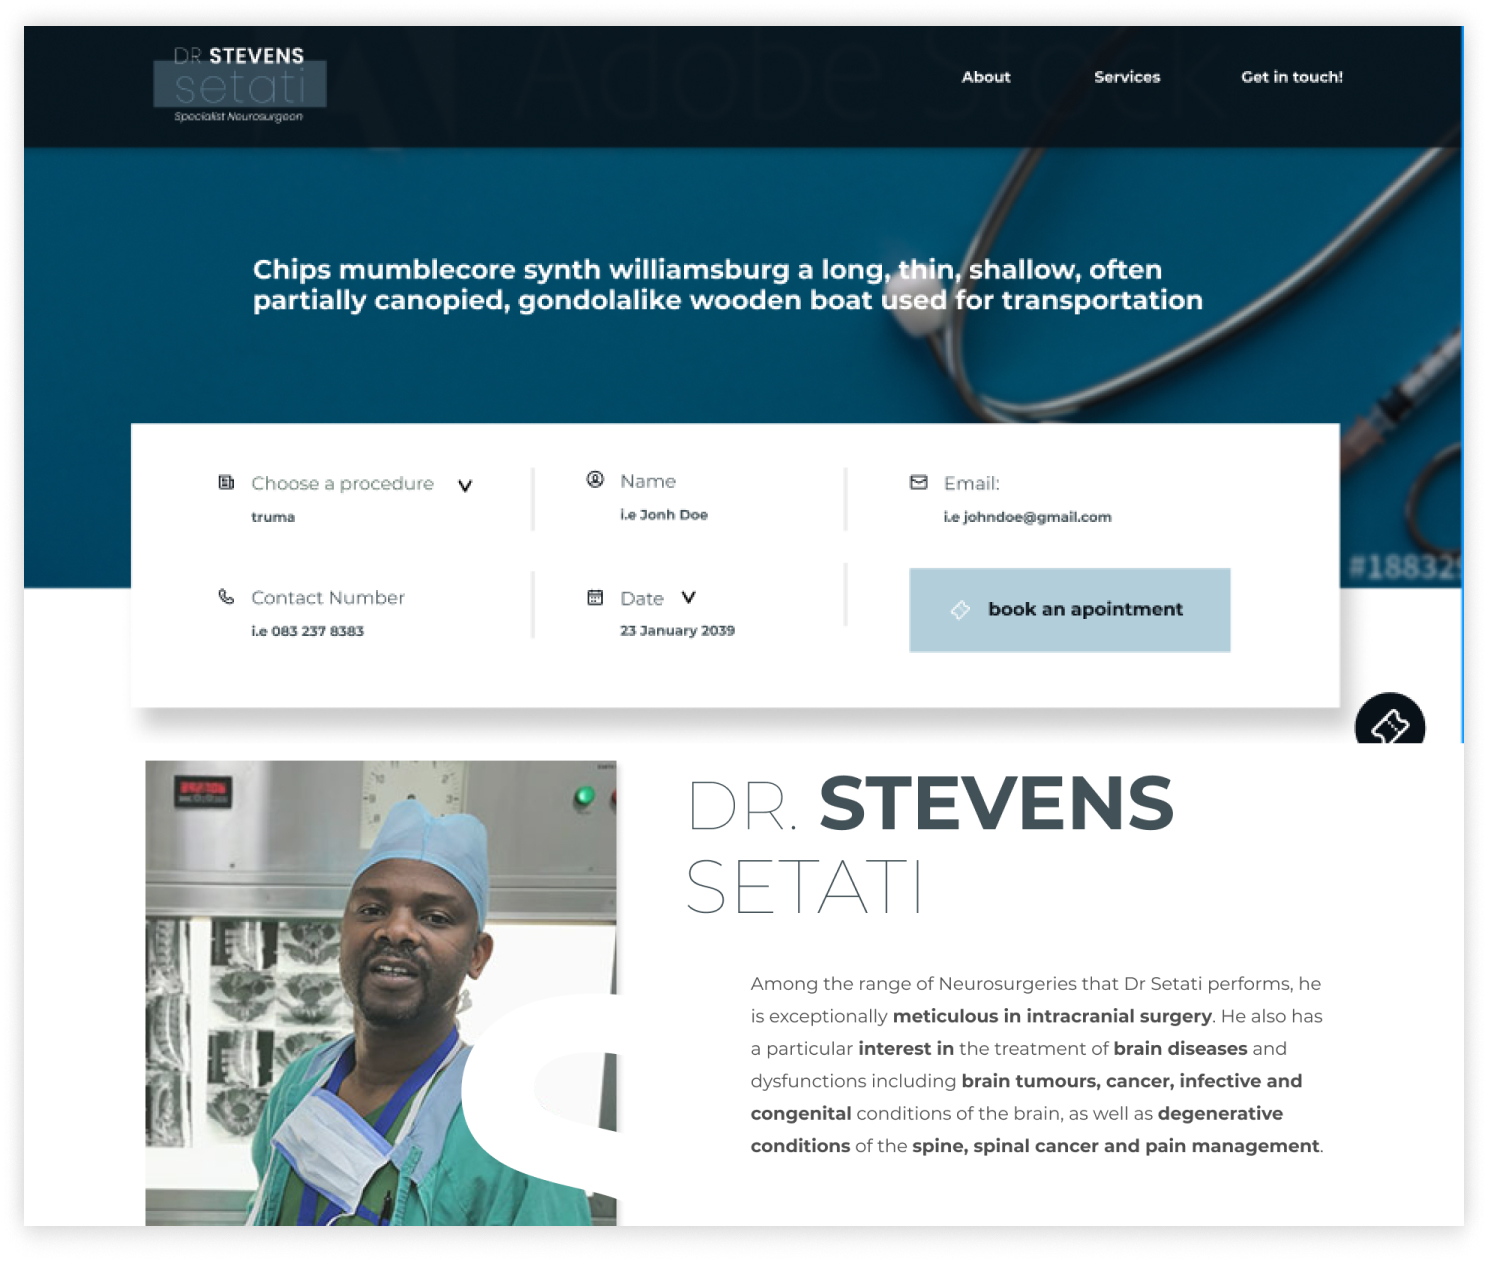 DR STEVENS
setati
Specialist Neurosurgeon
Adobe Stock
About
Services
Get in touch!
Chips mumblecore synth williamsburg a long, thin, shallow, often
partially canopied, gondolalike wooden boat used for transportation
#18832
Choose a procedure
truma
Name
i.e Jonh Doe
Email:
i.e johndoe@gmail.com
Contact Number
i.e 083 237 8383
Date
23 January 2039
book an apointment
DR. STEVENS
SETATI
Among the range of Neurosurgeries that Dr Setati performs, he
is exceptionally meticulous in intracranial surgery. He also has
a particular interest in the treatment of brain diseases and
dysfunctions including brain tumours, cancer, infective and
congenital conditions of the brain, as well as degenerative
conditions of the spine, spinal cancer and pain management.
S